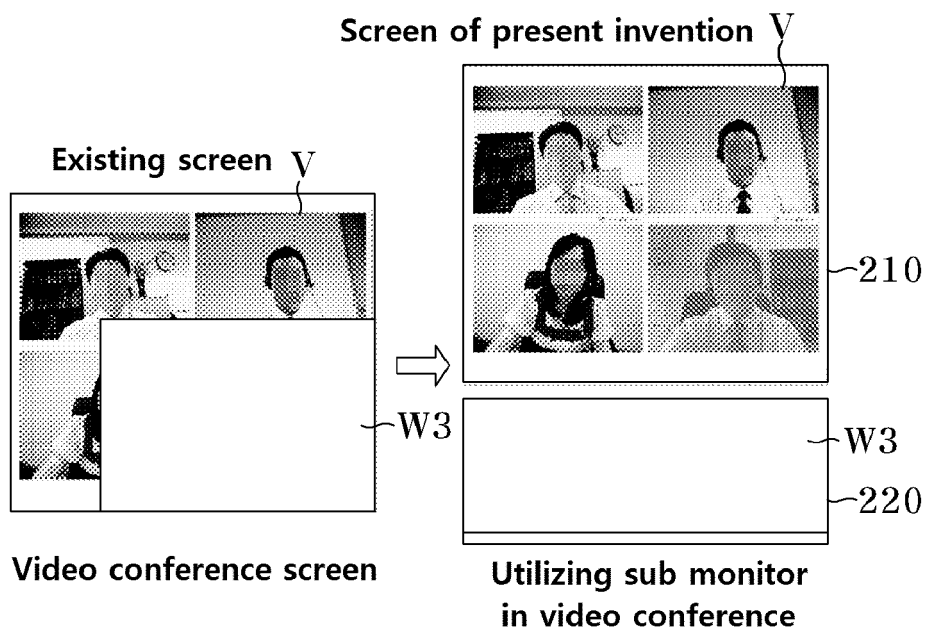 Screen of present invention V
Existing screen V
210
W3
W3
220
Video conference screen
Utilizing sub monitor
in video conference